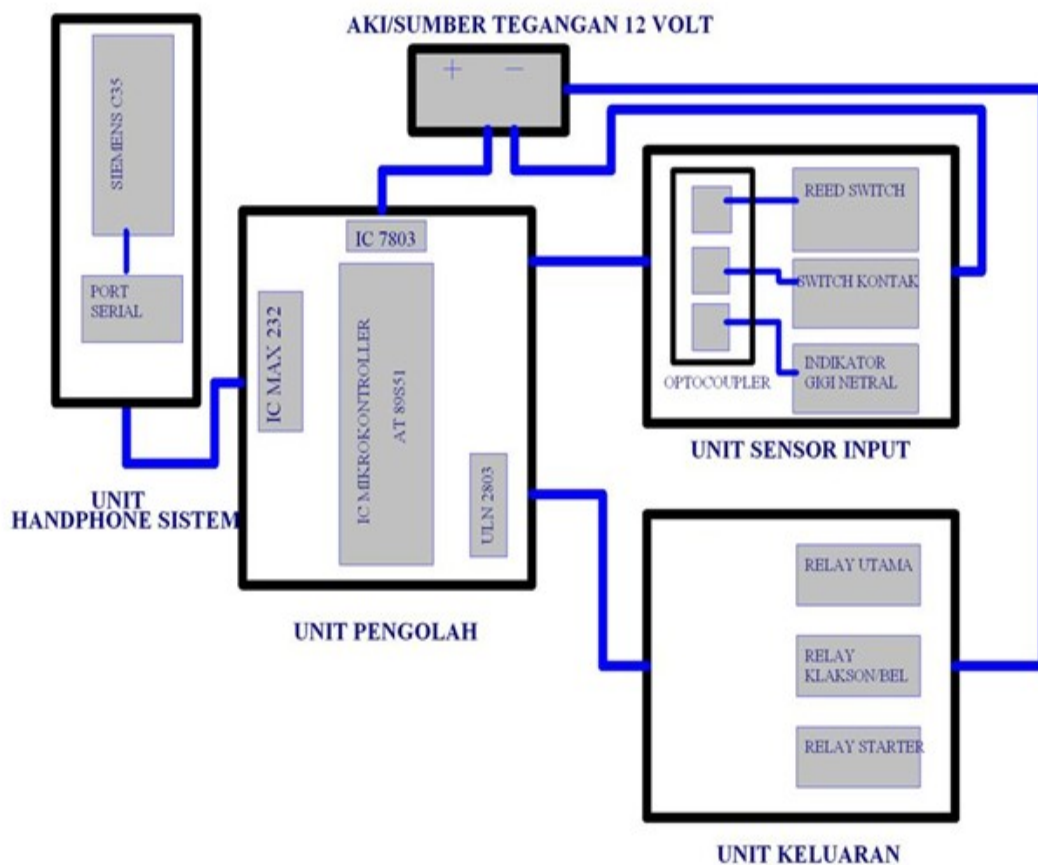 AKI/SUMBER TEGANGAN 12 VOLT
+ −
SIEMENS C35
PORT
SERIAL
UNIT
HANDPHONE SISTEM
IC 7803
IC MAX 232
IC MIKROKONTROLLER
AT 89S51
ULN 2803
UNIT PENGOLAH
REED SWITCH
SWITCH KONTAK
INDIKATOR
GIGI NETRAL
OPTOCOUPLER
UNIT SENSOR INPUT
RELAY UTAMA
RELAY
KLAKSON/BEL
RELAY STARTER
UNIT KELUARAN